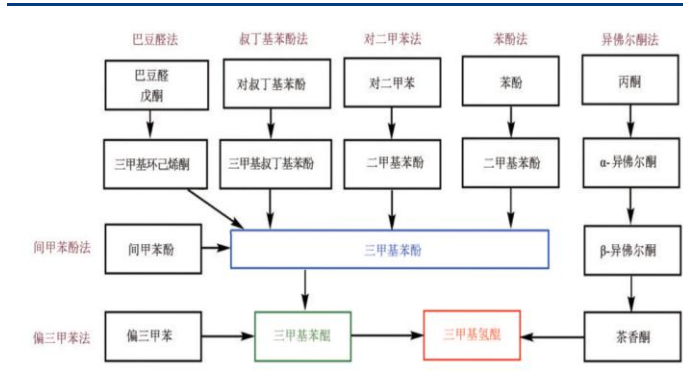 巴豆醛法 叔丁基苯酚法 对二甲苯法 苯酚法 异佛尔酮法
巴豆醛
戊酮
对叔丁基苯酚
对二甲苯
苯酚
丙酮
三甲基环己烯酮
三甲基叔丁基苯酚
二甲基苯酚
二甲基苯酚
α-异佛尔酮
间甲苯酚法
间甲苯酚
三甲基苯酚
β-异佛尔酮
偏三甲苯法
偏三甲苯
三甲基苯醌
三甲基氢醌
茶香酮